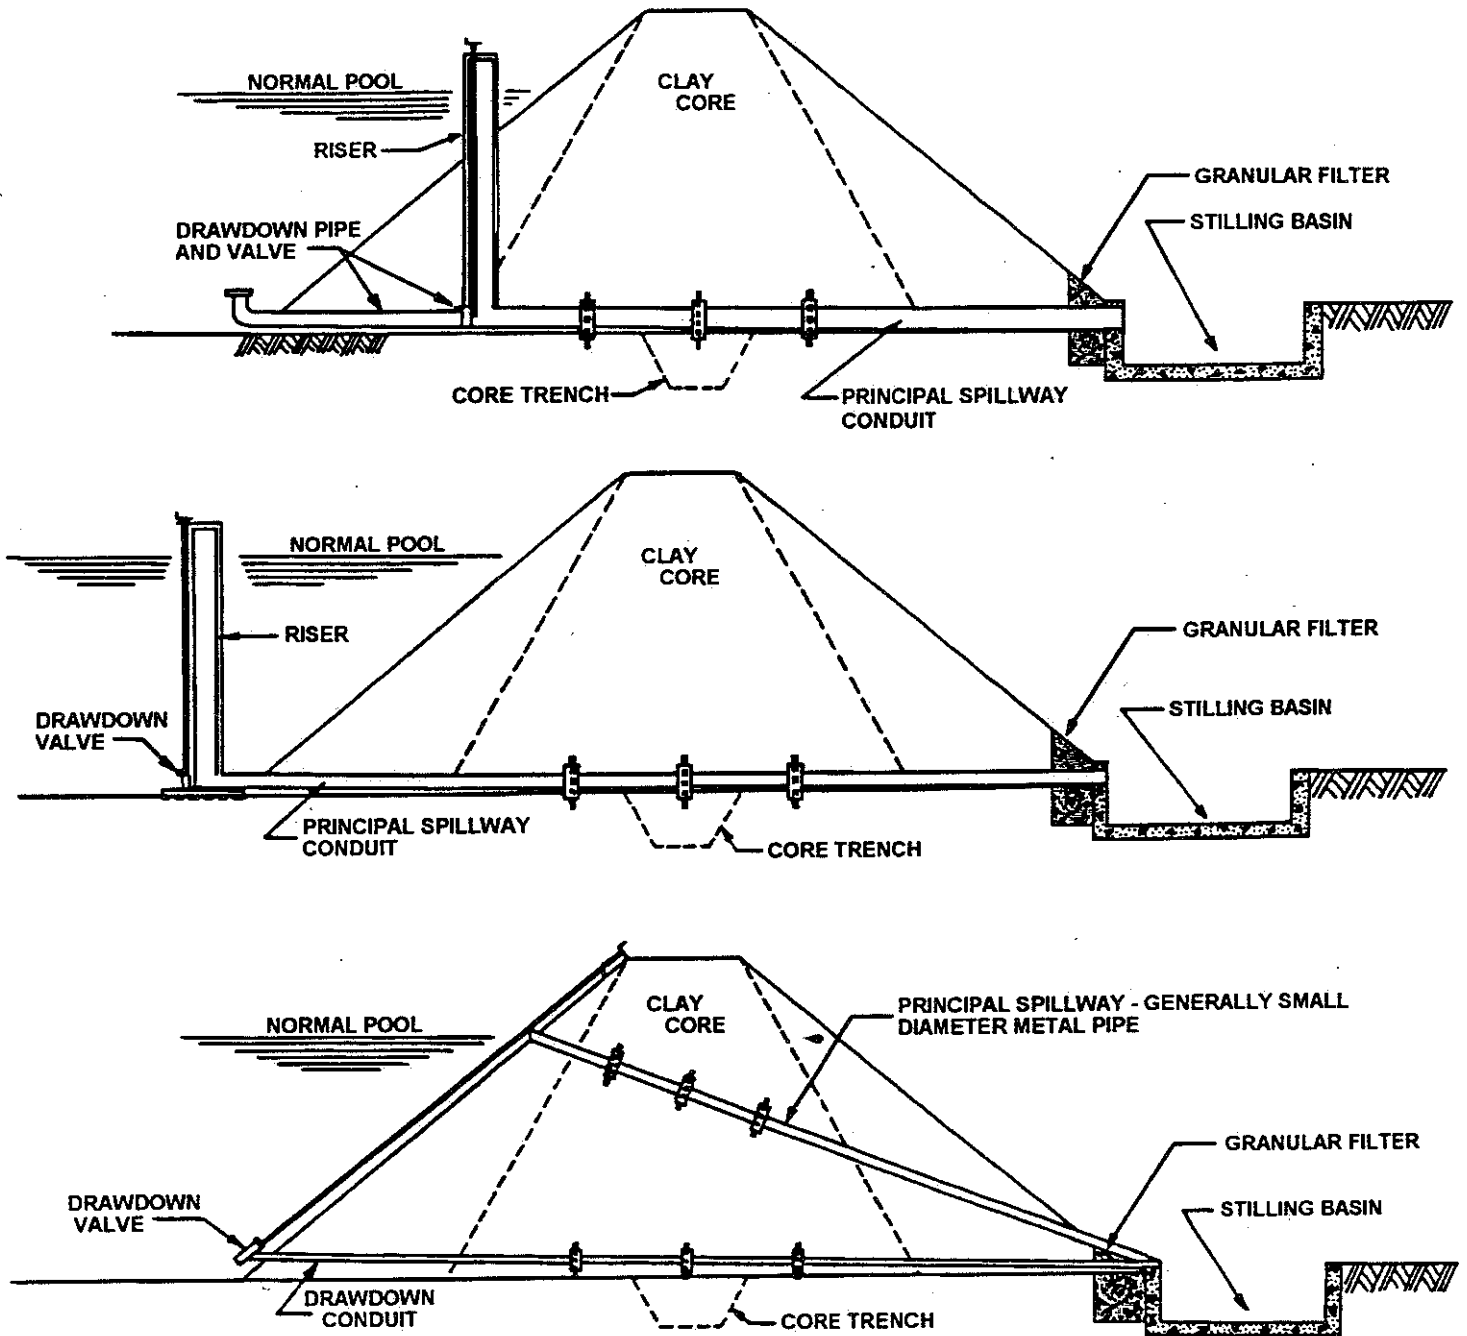 NORMAL POOL
CLAY
CORE
RISER
GRANULAR FILTER
STILLING BASIN
DRAWDOWN PIPE
AND VALVE
CORE TRENCH
PRINCIPAL SPILLWAY
CONDUIT
NORMAL POOL
CLAY
CORE
RISER
GRANULAR FILTER
STILLING BASIN
DRAWDOWN
VALVE
PRINCIPAL SPILLWAY
CONDUIT
CORE TRENCH
NORMAL POOL
CLAY
CORE
PRINCIPAL SPILLWAY - GENERALLY SMALL
DIAMETER METAL PIPE
GRANULAR FILTER
STILLING BASIN
DRAWDOWN
VALVE
DRAWDOWN
CONDUIT
CORE TRENCH